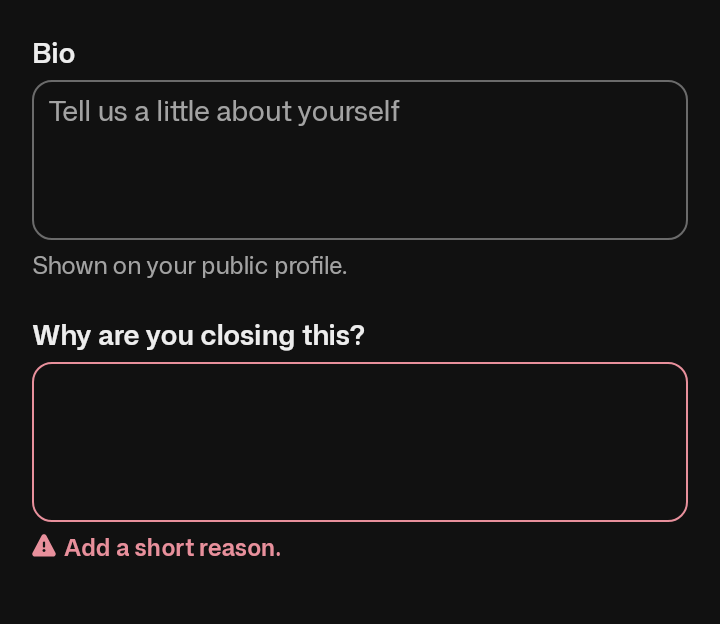 Bio
Tell us a little about yourself
Shown on your public profile.
Why are you closing this?
Add a short reason.